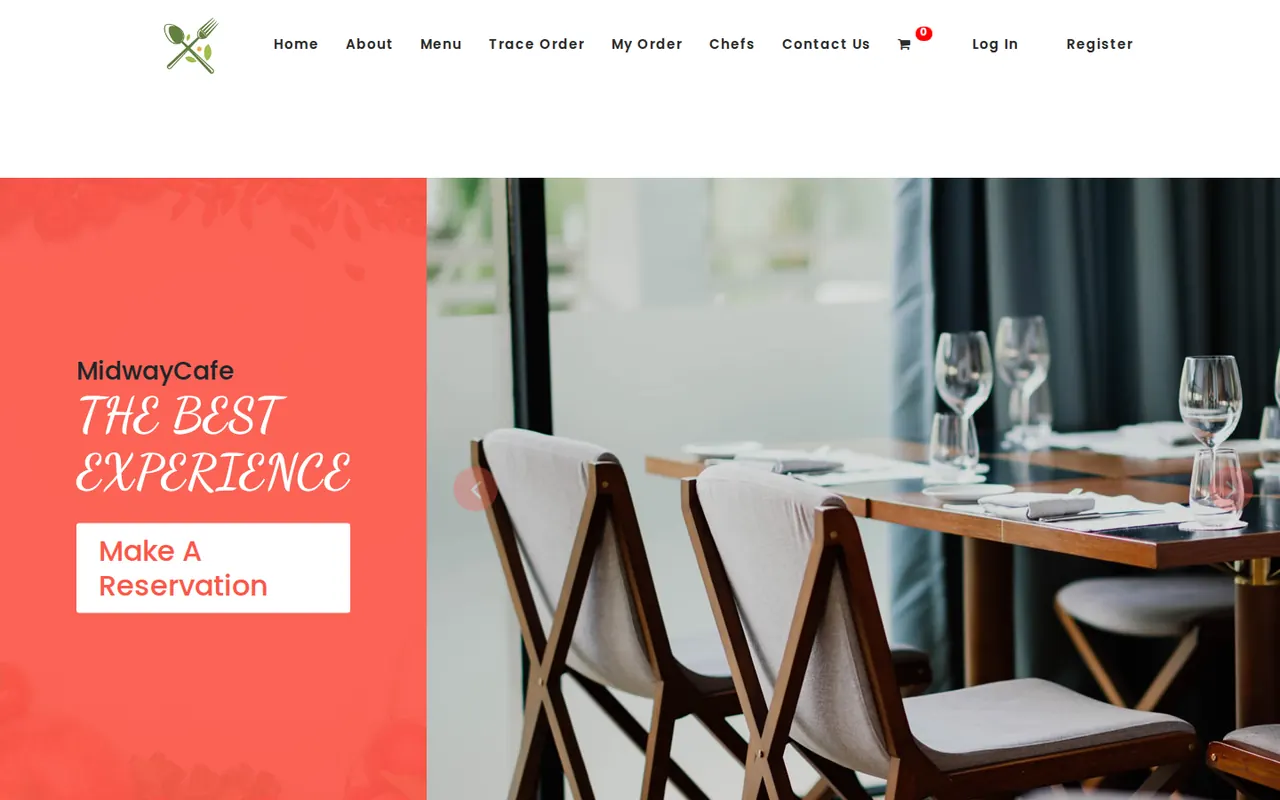 Home About Menu Trace Order My Order Chefs Contact Us 0 Log In Register
MidwayCafe
THE BEST
EXPERIENCE
Make A
Reservation